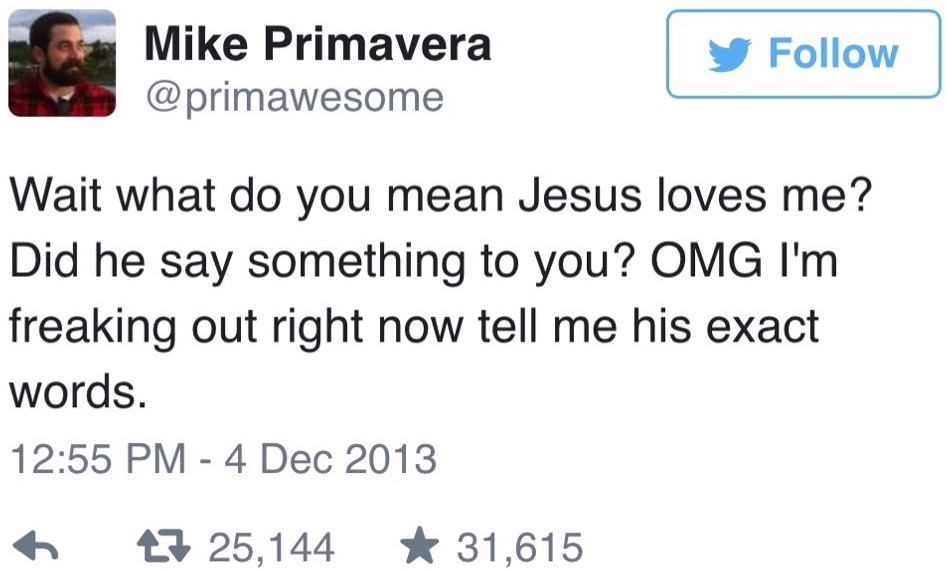 Mike Primavera
Follow
@primawesome
Wait what do you mean Jesus loves me?
Did he say something to you? OMG I'm
freaking out right now tell me his exact
words.
12:55 PM - 4 Dec 2013
25,144 31,615